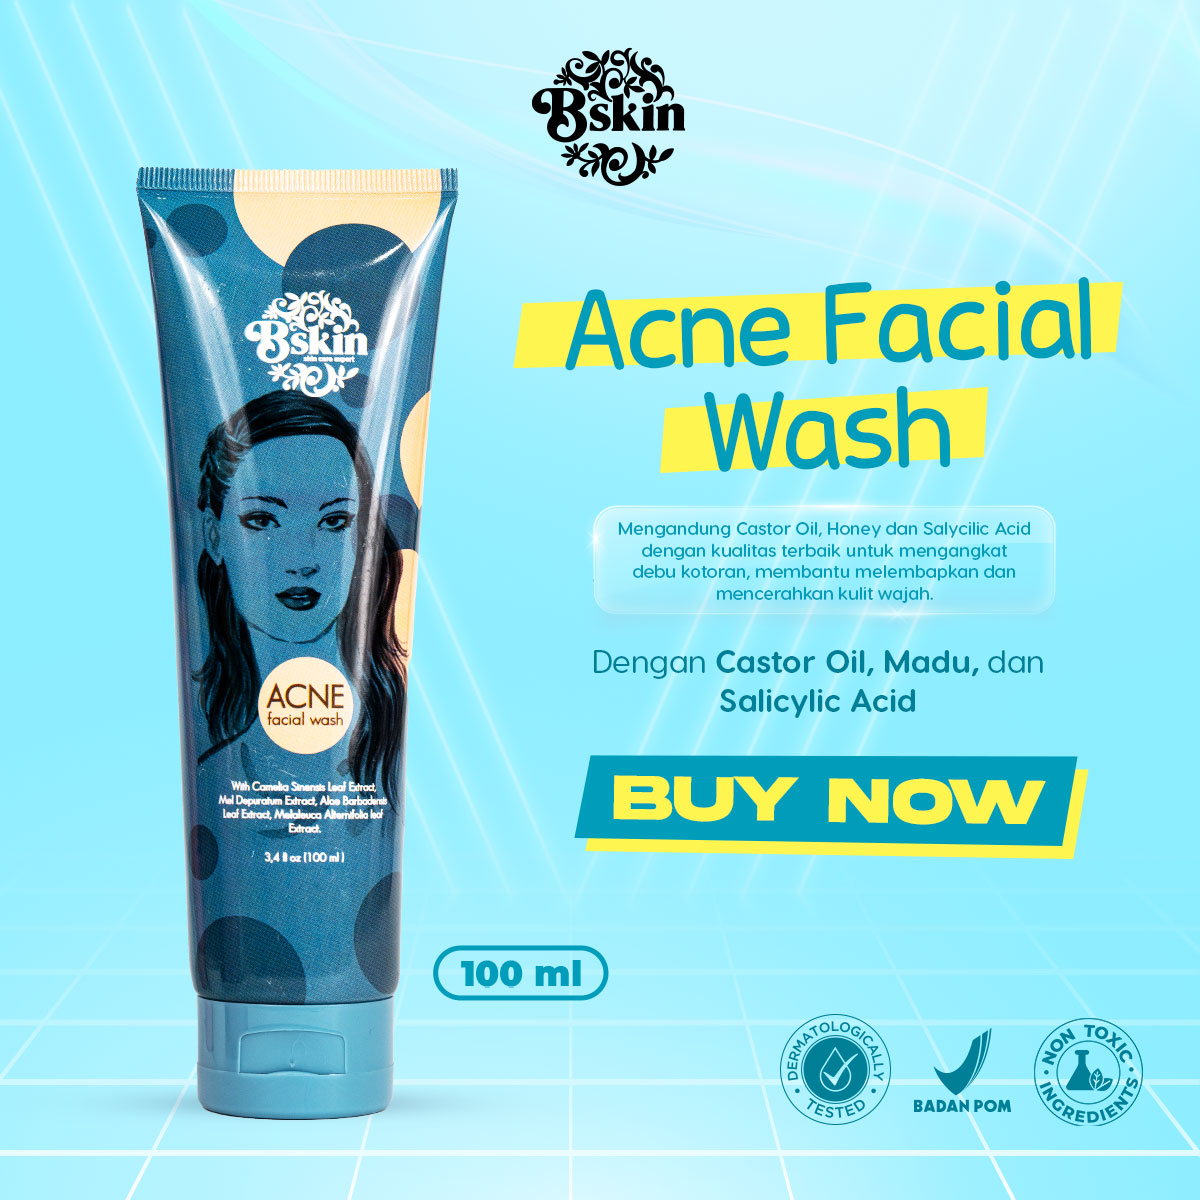 Bskin
Acne Facial
Wash
Mengandung Castor Oil, Honey dan Salycilic Acid
dengan kualitas terbaik untuk mengangkat
debu kotoran, membantu melembapkan dan
mencerahkan kulit wajah.
Dengan Castor Oil, Madu, dan
Salicylic Acid
BUY NOW
Bskin
skin care expert
ACNE
facial wash
With Camelia Sinensis Leaf Extract,
Mel Depuratum Extract, Aloe Barbadensis
Leaf Extract, Melaleuca Alternifolia leaf
Extract.
3,4 fl oz (100 ml)
100 ml
DERMATOLOGICALLY
TESTED
BADAN POM
NON TOXIC
INGREDIENTS